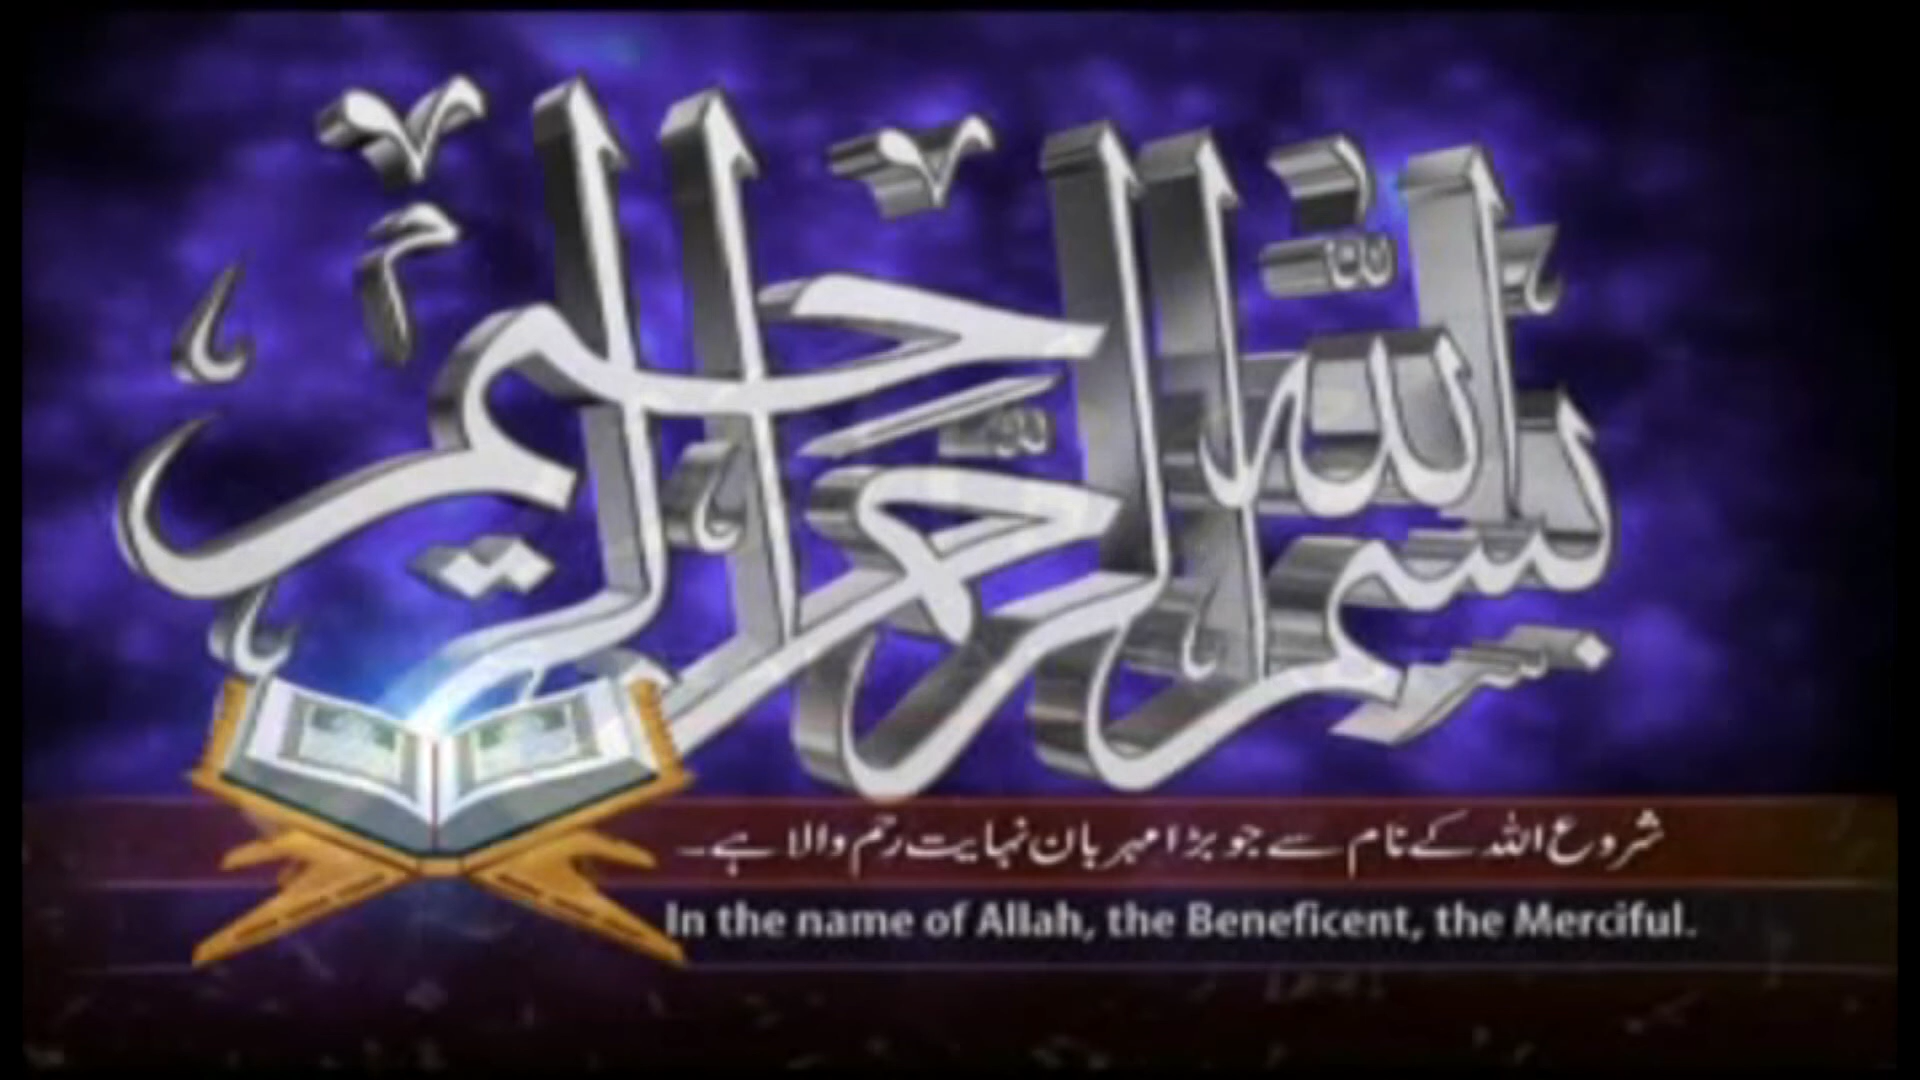 بسم الله الرحمن الرحيم
شروع اللہ کے نام سے جو بڑا مہربان نہایت رحم والا ہے۔
In the name of Allah, the Beneficent, the Merciful.